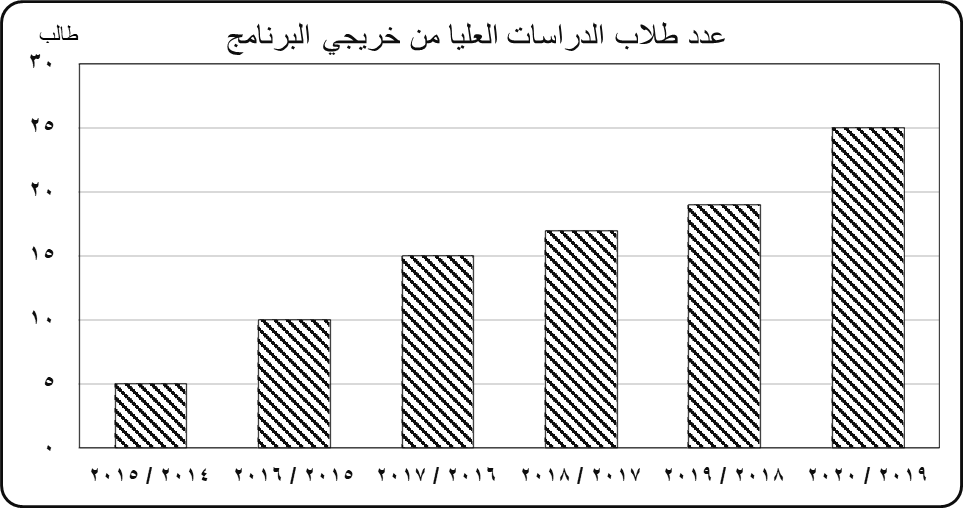 عدد طلاب الدراسات العليا من خريجي البرنامج
طالب
٣٠
٢٥
٢٠
١٥
١٠
٥
٠
٢٠١٤ / ٢٠١٥
٢٠١٥ / ٢٠١٦
٢٠١٦ / ٢٠١٧
٢٠١٧ / ٢٠١٨
٢٠١٨ / ٢٠١٩
٢٠١٩ / ٢٠٢٠